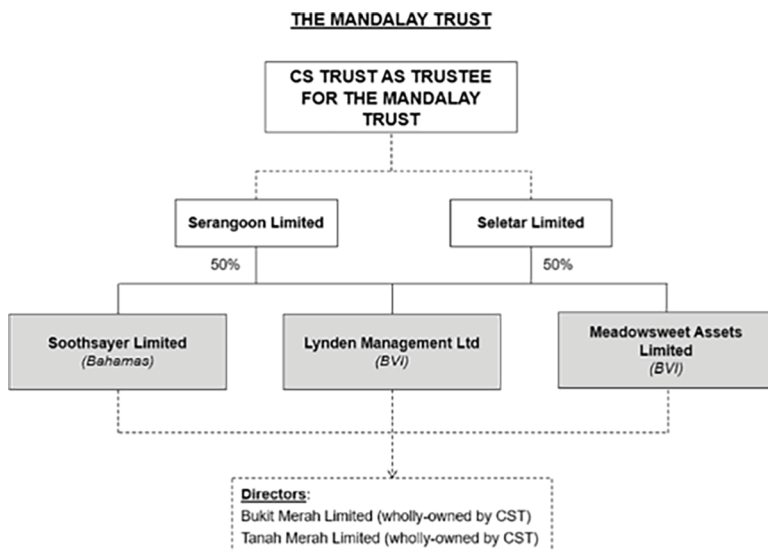 THE MANDALAY TRUST
CS TRUST AS TRUSTEE
FOR THE MANDALAY
TRUST
Serangoon Limited
Seletar Limited
50%
50%
Soothsayer Limited
(Bahamas)
Lynden Management Ltd
(BVI)
Meadowsweet Assets
Limited
(BVI)
Directors:
Bukit Merah Limited (wholly-owned by CST)
Tanah Merah Limited (wholly-owned by CST)